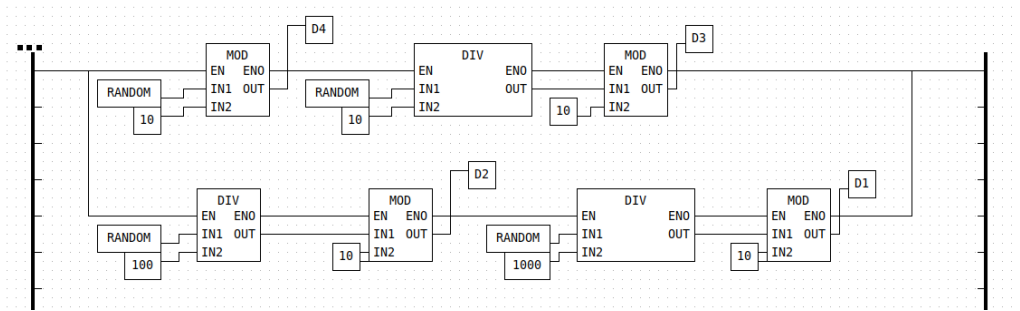 D4
D3
MOD DIV MOD
EN ENO EN ENO EN ENO
RANDOM IN1 OUT RANDOM IN1 OUT IN1 OUT
10 IN2 10 IN2 10 IN2
D2
D1
DIV MOD DIV MOD
EN ENO EN ENO EN ENO EN ENO
RANDOM IN1 OUT IN1 OUT RANDOM IN1 OUT IN1 OUT
100 IN2 10 IN2 1000 IN2 10 IN2